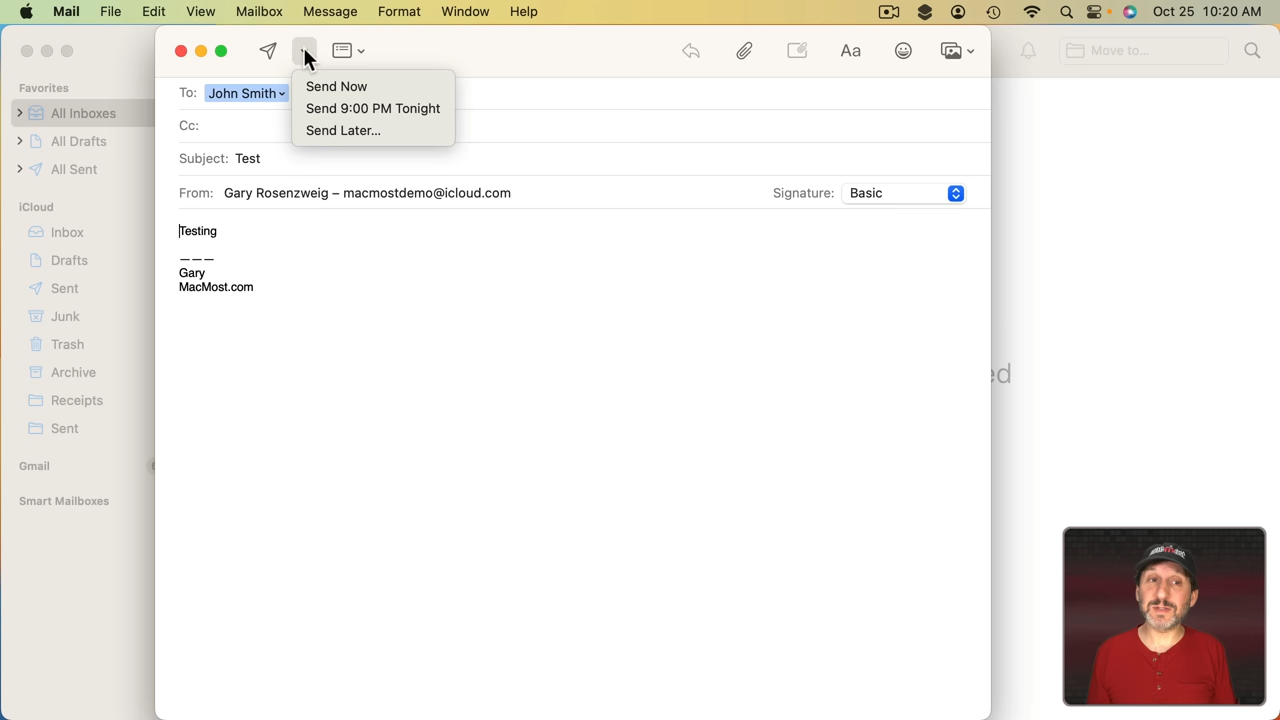 Mail File Edit View Mailbox Message Format Window Help Oct 25 10:20 AM
Aa
Move to...
Send Now
Send 9:00 PM Tonight
Send Later...
To: John Smith
Cc:
Subject: Test
From: Gary Rosenzweig – macmostdemo@icloud.com
Signature: Basic
Testing
———
Gary
MacMost.com
Favorites
All Inboxes
All Drafts
All Sent
iCloud
Inbox
Drafts
Sent
Junk
Trash
Archive
Receipts
Sent
Gmail
Smart Mailboxes
ed